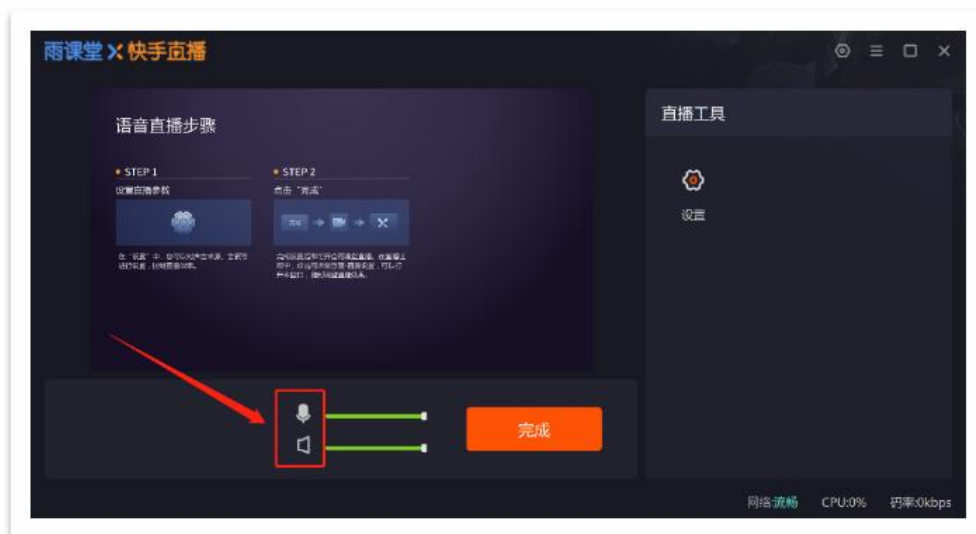 雨课堂 X 快手直播
语音直播步骤
直播工具
STEP 1
STEP 2
设置直播参数
点击“完成”
设置
完成
网络:流畅 CPU:0% 码率:0kbps